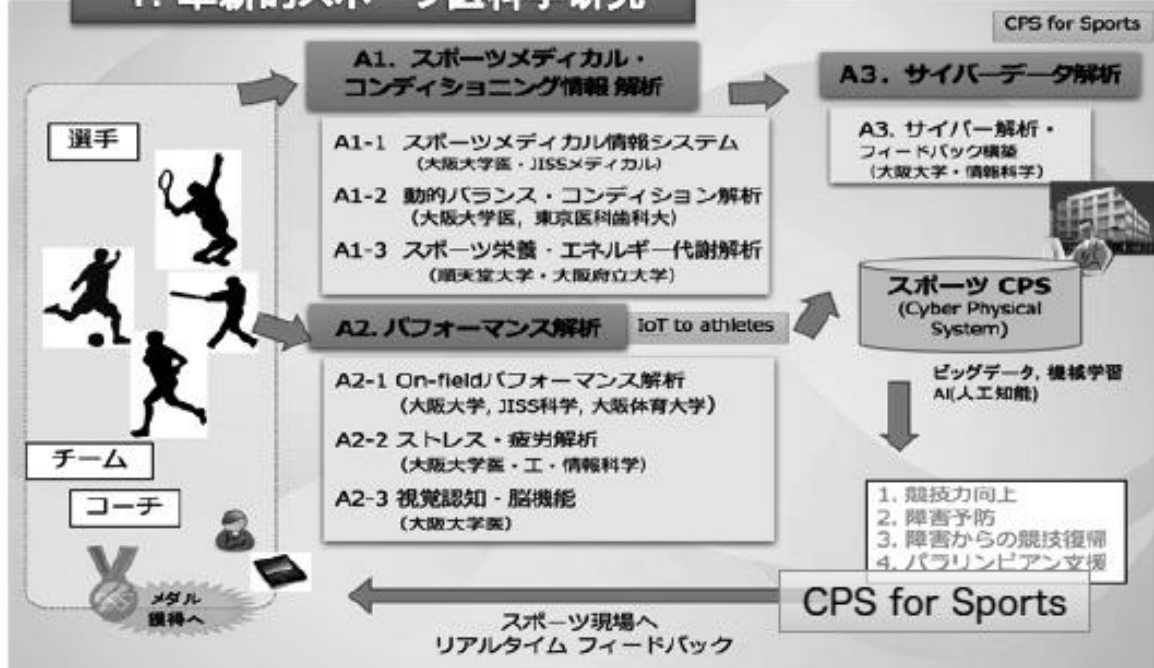 1. 革新的スポーツ医科学研究
CPS for Sports
A1. スポーツメディカル・
コンディショニング情報 解析
A3. サイバーデータ解析
選手
A1-1 スポーツメディカル情報システム
(大阪大学医・JISSメディカル)
A1-2 動的バランス・コンディション解析
(大阪大学医, 東京医科歯科大)
A1-3 スポーツ栄養・エネルギー代謝解析
(順天堂大学・大阪府立大学)
A3. サイバー解析・
フィードバック構築
(大阪大学・情報科学)
スポーツ CPS
(Cyber Physical
System)
A2. パフォーマンス解析
IoT to athletes
ビッグデータ, 機械学習
AI(人工知能)
A2-1 On-fieldパフォーマンス解析
(大阪大学, JISS科学, 大阪体育大学)
A2-2 ストレス・疲労解析
(大阪大学医・工・情報科学)
A2-3 視覚認知・脳機能
(大阪大学医)
チーム
コーチ
1. 競技力向上
2. 障害予防
3. 障害からの競技復帰
4. パラリンピアン支援
メダル
獲得へ
CPS for Sports
スポーツ現場へ
リアルタイム フィードバック